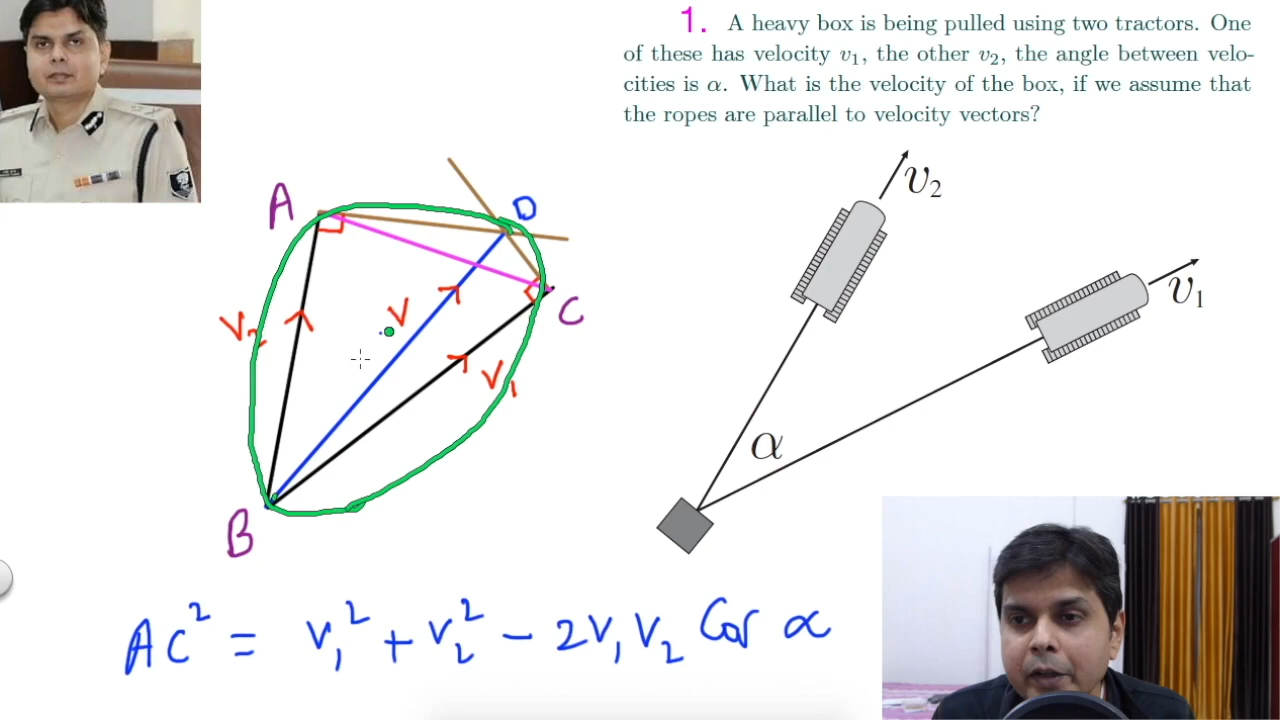 1. A heavy box is being pulled using two tractors. One
of these has velocity v₁, the other v₂, the angle between velo-
cities is α. What is the velocity of the box, if we assume that
the ropes are parallel to velocity vectors?
v₂
v₁
α
A
D
C
B
V₂
V
V₁
AC² = V₁² + V₂² - 2V₁V₂ Cos α